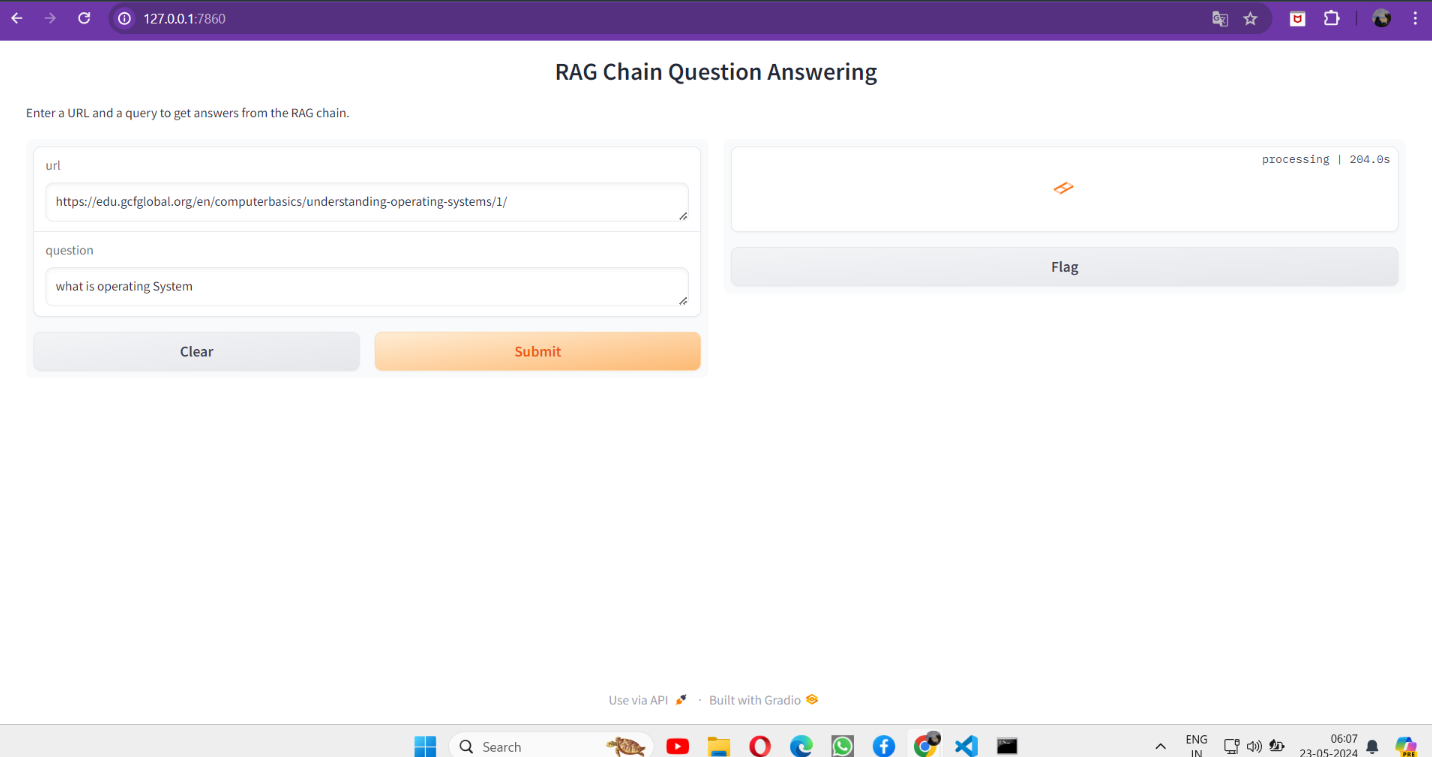 127.0.0.1:7860
RAG Chain Question Answering
Enter a URL and a query to get answers from the RAG chain.
url
https://edu.gcfglobal.org/en/computerbasics/understanding-operating-systems/1/
question
what is operating System
Clear
Submit
processing | 204.0s
Flag
Use via API
·
Built with Gradio
Search
ENG
IN
06:07
23-05-2024
PRE